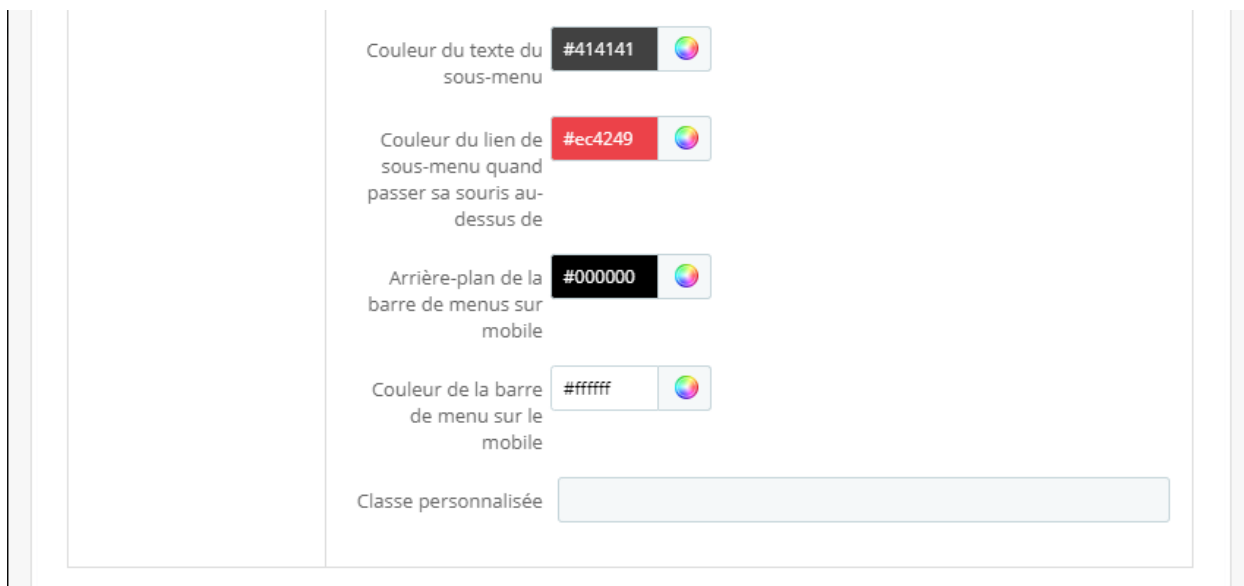 Couleur du texte du
sous-menu
#414141
Couleur du lien de
sous-menu quand
passer sa souris au-
dessus de
#ec4249
Arrière-plan de la
barre de menus sur
mobile
#000000
Couleur de la barre
de menu sur le
mobile
#ffffff
Classe personnalisée